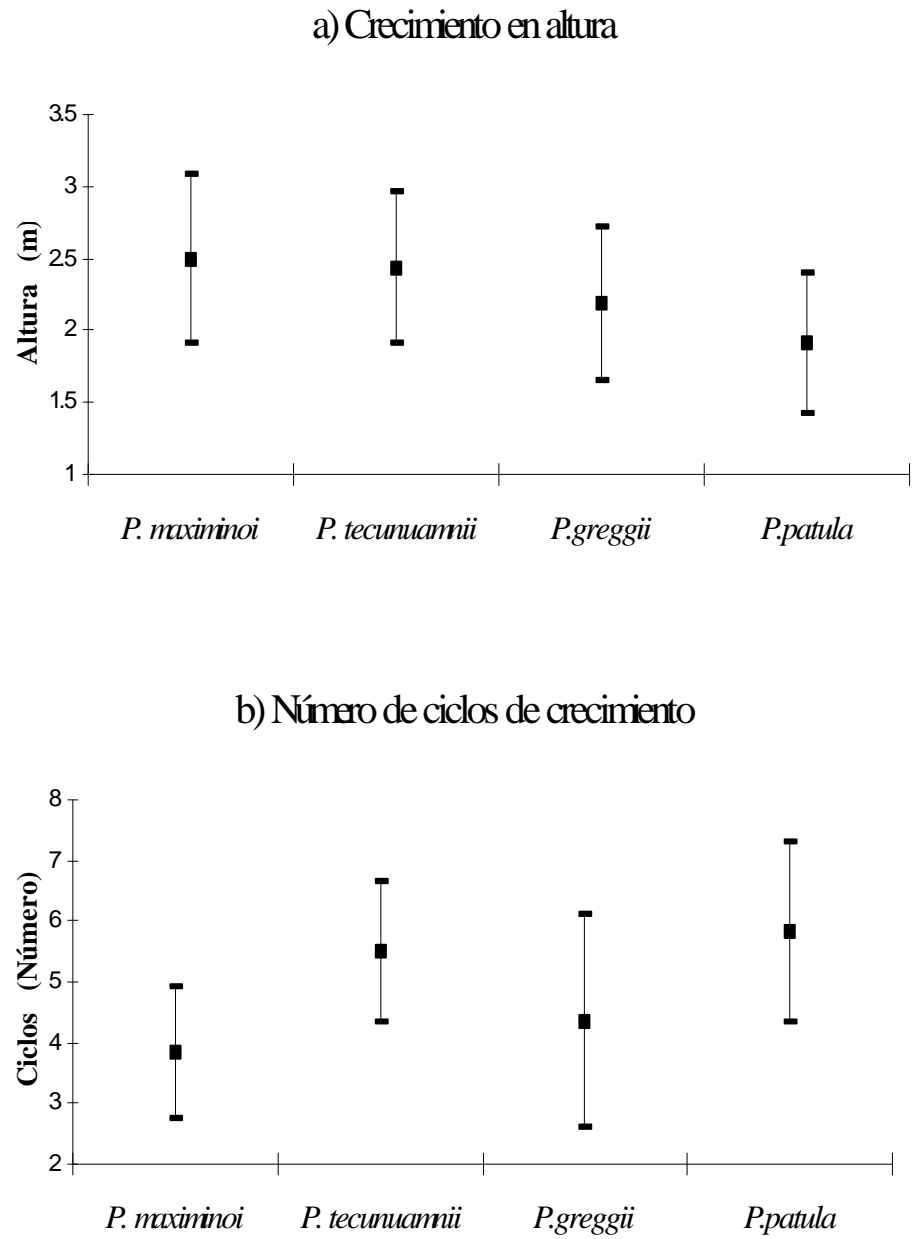 a) Crecimiento en altura
3.5
3
2.5
2
1.5
1
Altura (m)
P. maximinoi P. tecunuamnii P.greggii P.patula
b) Número de ciclos de crecimiento
8
7
6
5
4
3
2
Ciclos (Número)
P. maximinoi P. tecunuamnii P.greggii P.patula